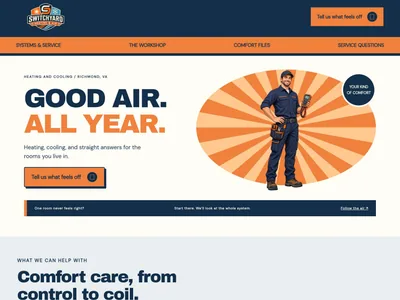 SWITCHYARD
Tell us what feels off
SYSTEMS & SERVICE
THE WORKSHOP
COMFORT FILES
SERVICE QUESTIONS
HEATING AND COOLING / RICHMOND, VA
GOOD AIR.
ALL YEAR.
Heating, cooling, and straight answers for the
rooms you live in.
Tell us what feels off
YOUR KIND
OF COMFORT
One room never feels right?
Start there. We'll look at the whole system.
Follow the air
WHAT WE CAN HELP WITH
Comfort care, from
control to coil.